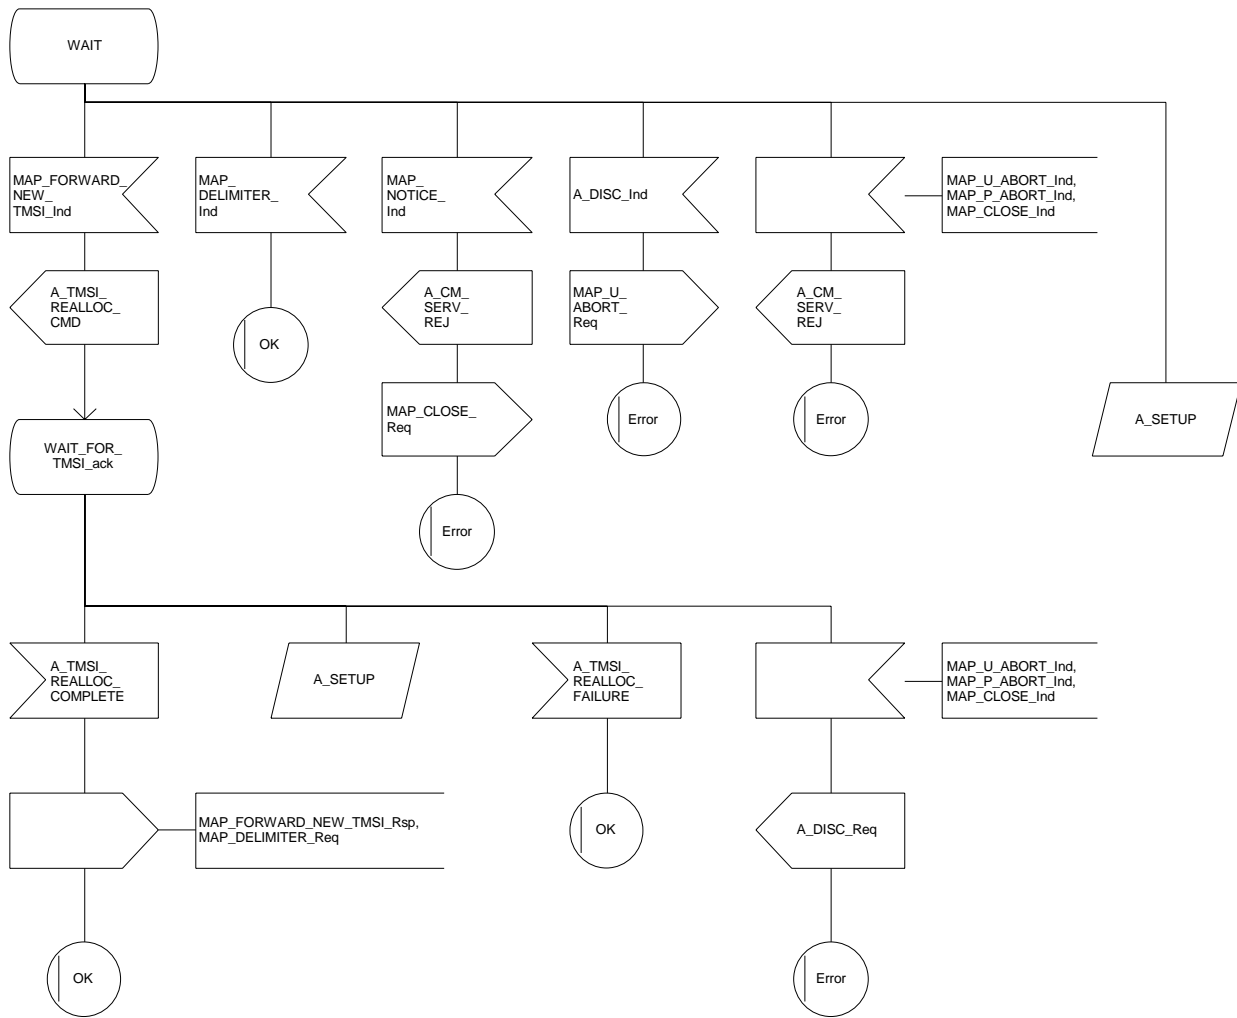 WAIT
MAP_FORWARD_
NEW_
TMSI_Ind
MAP_
DELIMITER_
Ind
MAP_
NOTICE_
Ind
A_DISC_Ind
MAP_U_ABORT_Ind,
MAP_P_ABORT_Ind,
MAP_CLOSE_Ind
A_TMSI_
REALLOC_
CMD
OK
A_CM_
SERV_
REJ
MAP_U_
ABORT_
Req
A_CM_
SERV_
REJ
MAP_CLOSE_
Req
Error
Error
A_SETUP
WAIT_FOR_
TMSI_ack
Error
A_TMSI_
REALLOC_
COMPLETE
A_SETUP
A_TMSI_
REALLOC_
FAILURE
MAP_U_ABORT_Ind,
MAP_P_ABORT_Ind,
MAP_CLOSE_Ind
MAP_FORWARD_NEW_TMSI_Rsp,
MAP_DELIMITER_Req
OK
A_DISC_Req
OK
Error